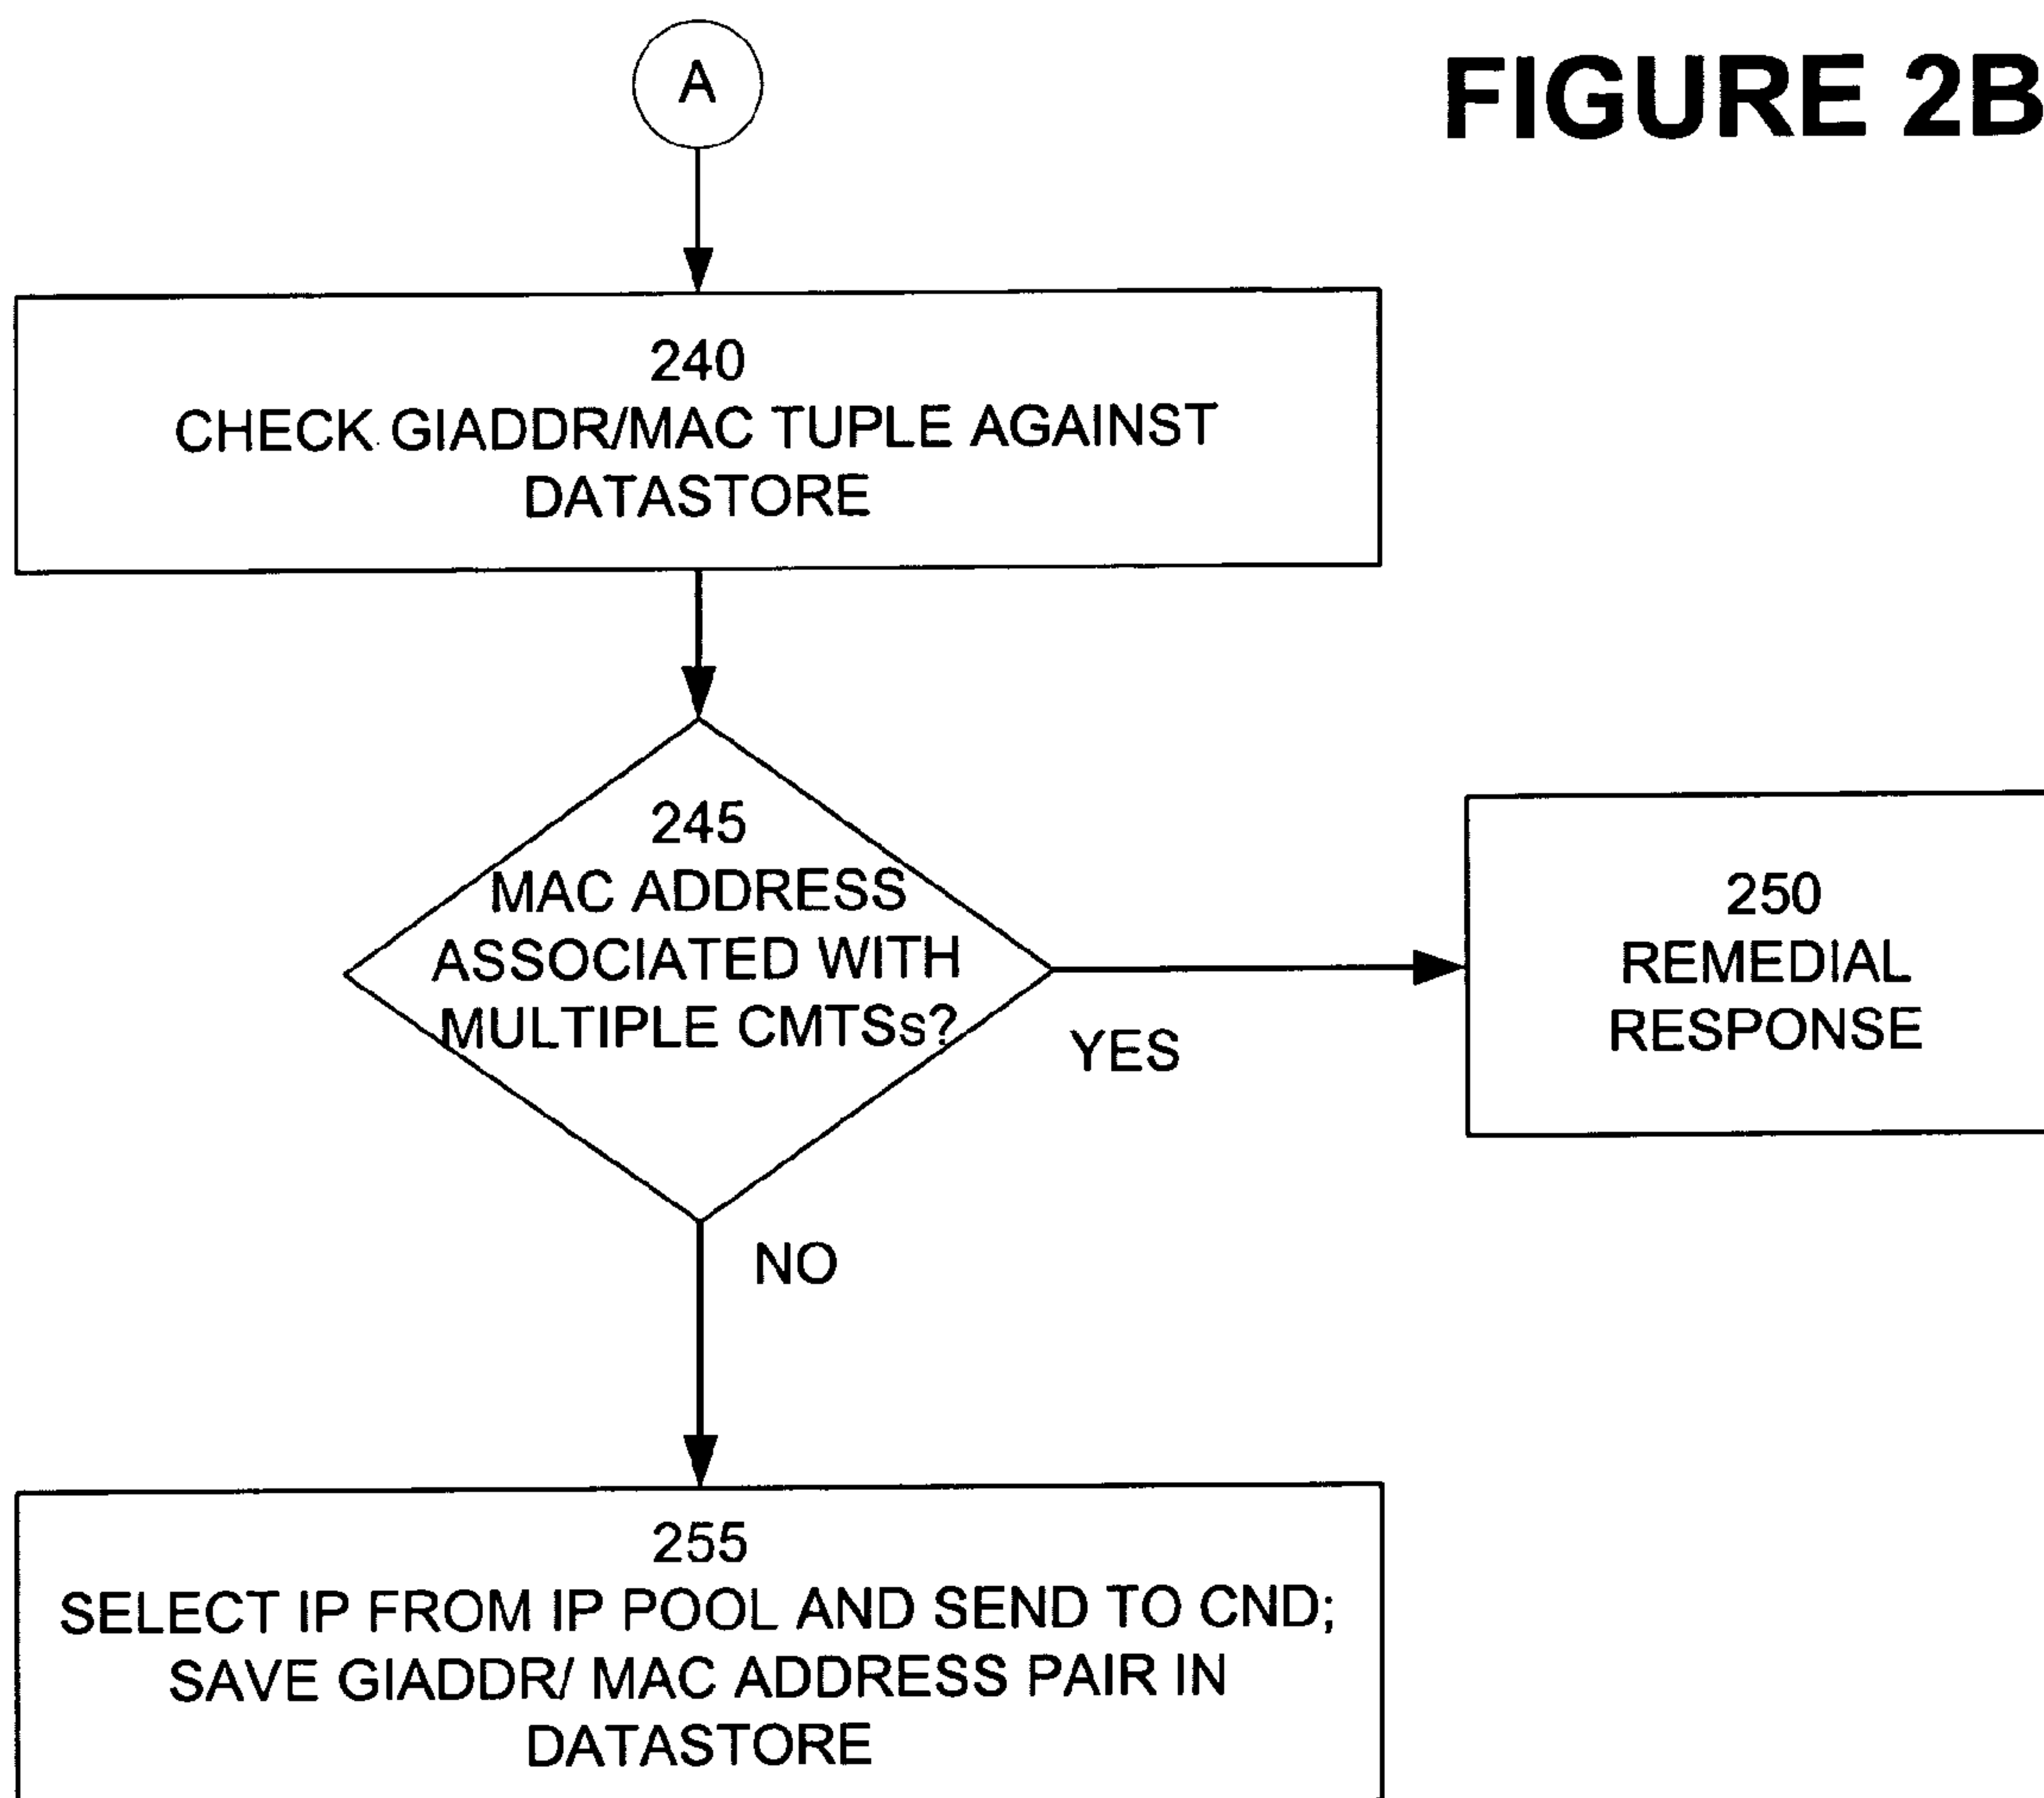 FIGURE 2B
A
240
CHECK GIADDR/MAC TUPLE AGAINST
DATASTORE
245
MAC ADDRESS
ASSOCIATED WITH
MULTIPLE CMTSs?
YES
250
REMEDIAL
RESPONSE
NO
255
SELECT IP FROM IP POOL AND SEND TO CND;
SAVE GIADDR/ MAC ADDRESS PAIR IN
DATASTORE